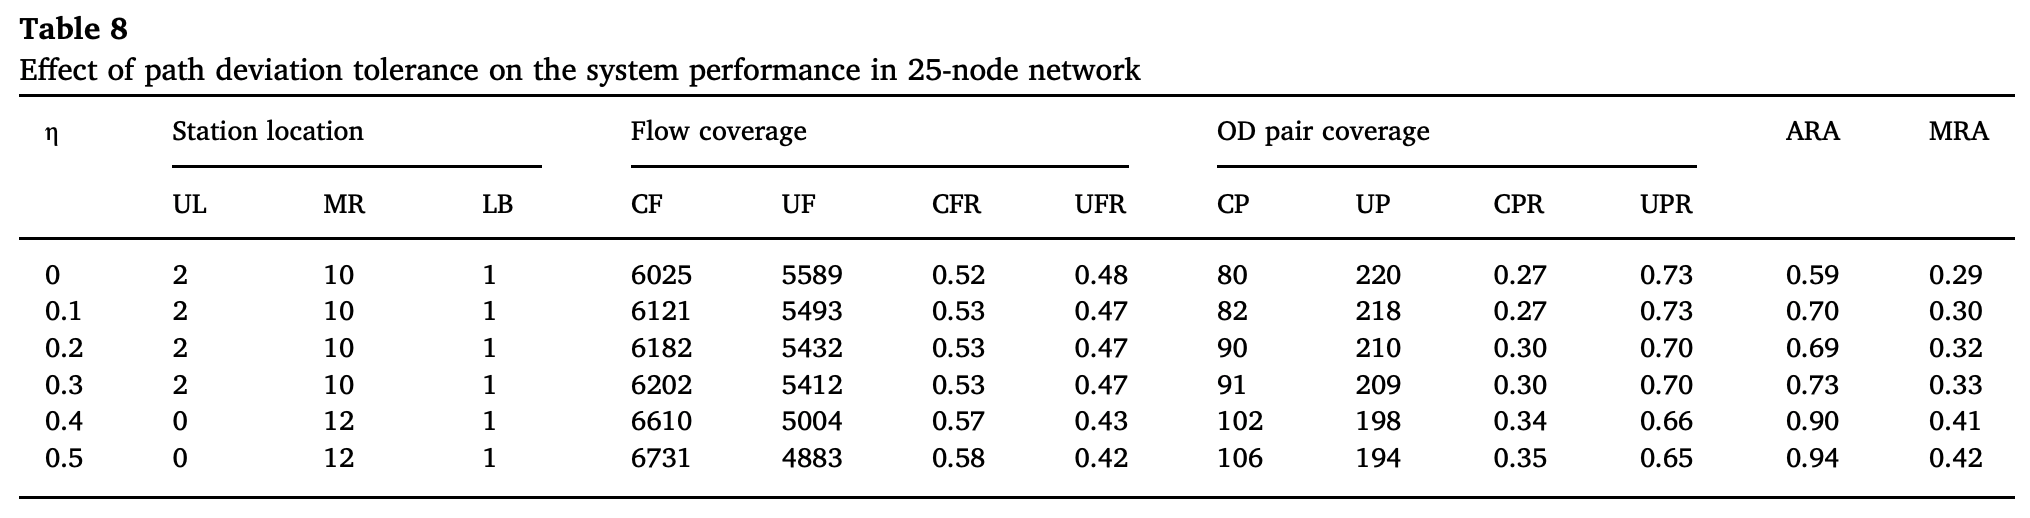 Table 8
Effect of path deviation tolerance on the system performance in 25-node network
η Station location Flow coverage OD pair coverage ARA MRA
UL MR LB CF UF CFR UFR CP UP CPR UPR
0 2 10 1 6025 5589 0.52 0.48 80 220 0.27 0.73 0.59 0.29
0.1 2 10 1 6121 5493 0.53 0.47 82 218 0.27 0.73 0.70 0.30
0.2 2 10 1 6182 5432 0.53 0.47 90 210 0.30 0.70 0.69 0.32
0.3 2 10 1 6202 5412 0.53 0.47 91 209 0.30 0.70 0.73 0.33
0.4 0 12 1 6610 5004 0.57 0.43 102 198 0.34 0.66 0.90 0.41
0.5 0 12 1 6731 4883 0.58 0.42 106 194 0.35 0.65 0.94 0.42